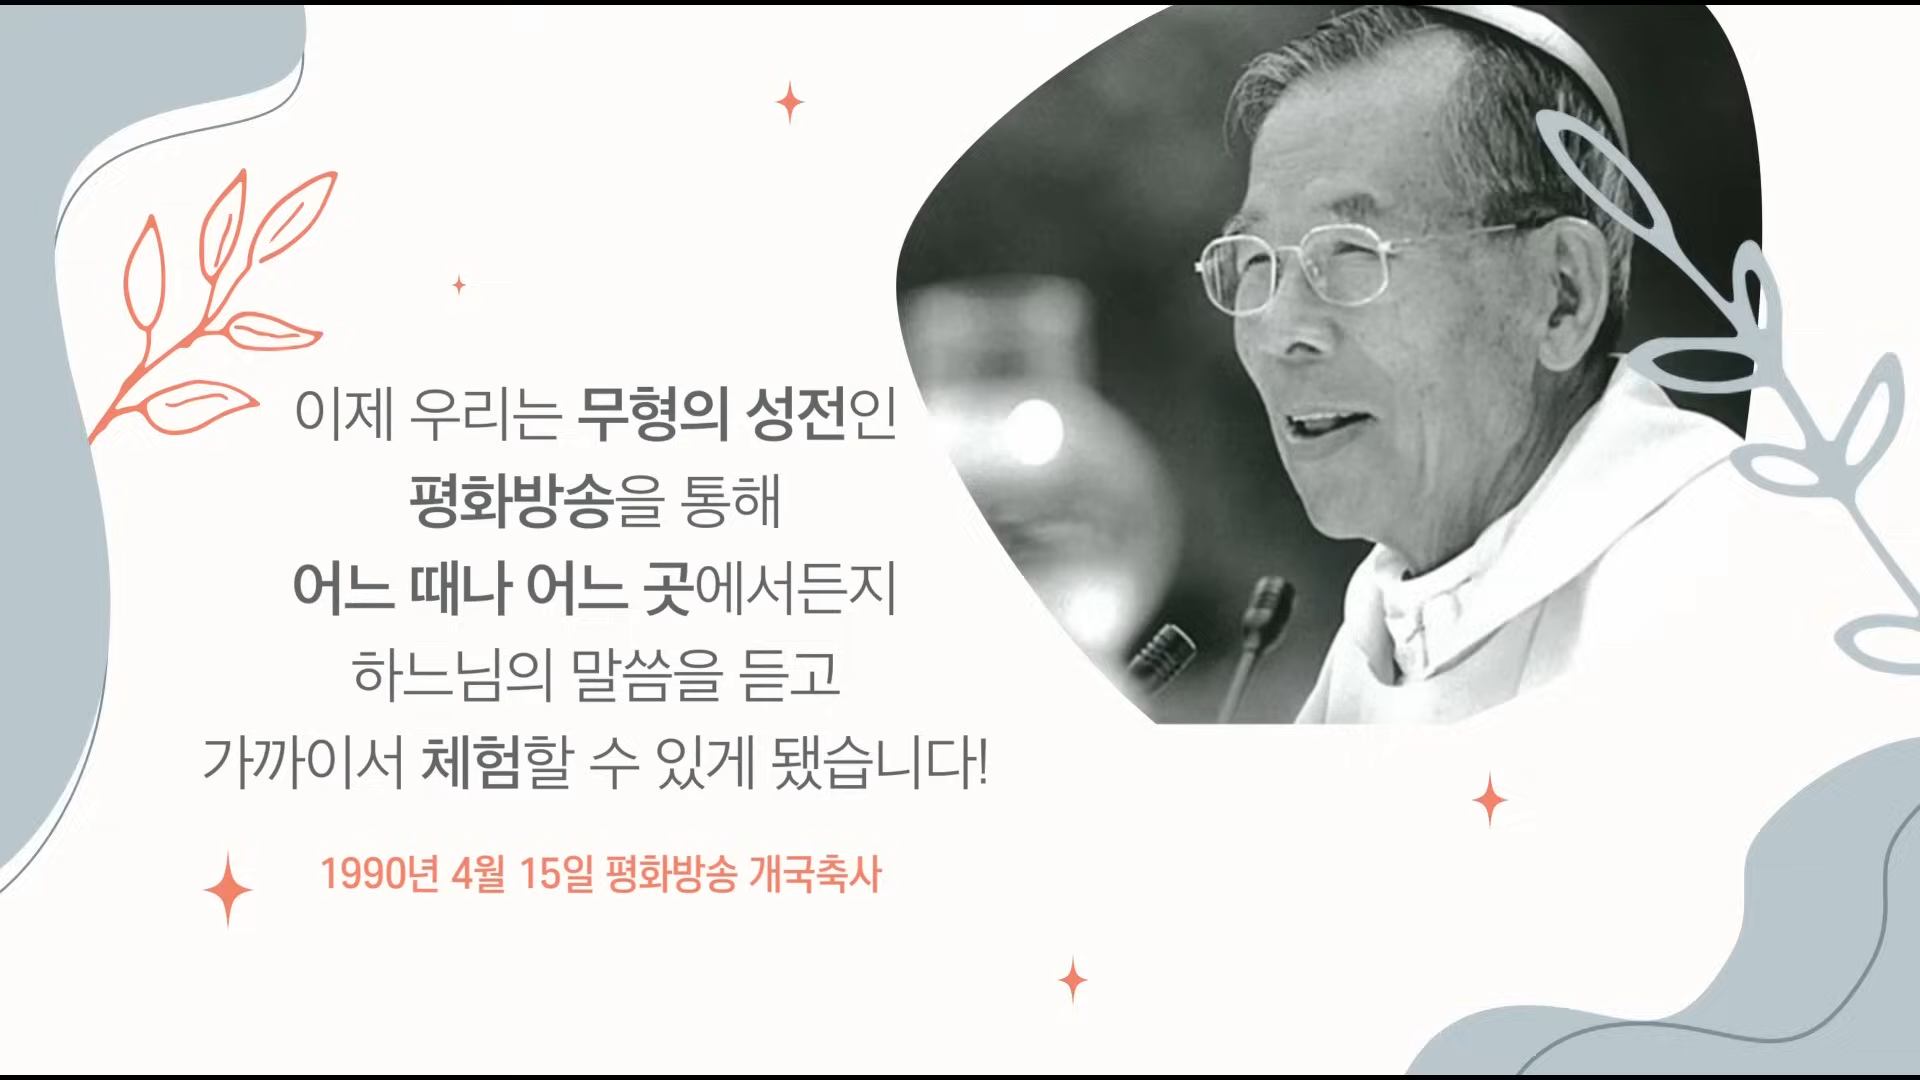 이제 우리는 무형의 성전인
평화방송을 통해
어느 때나 어느 곳에서든지
하느님의 말씀을 듣고
가까이서 체험할 수 있게 됐습니다!
1990년 4월 15일 평화방송 개국축사